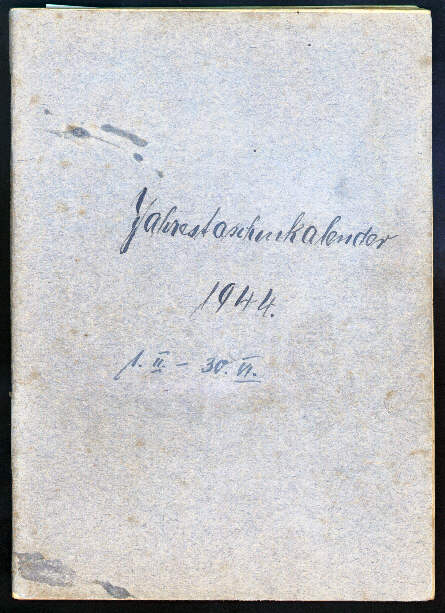 Jahrestaschenkalender
1944.
1. II. – 30. VI.